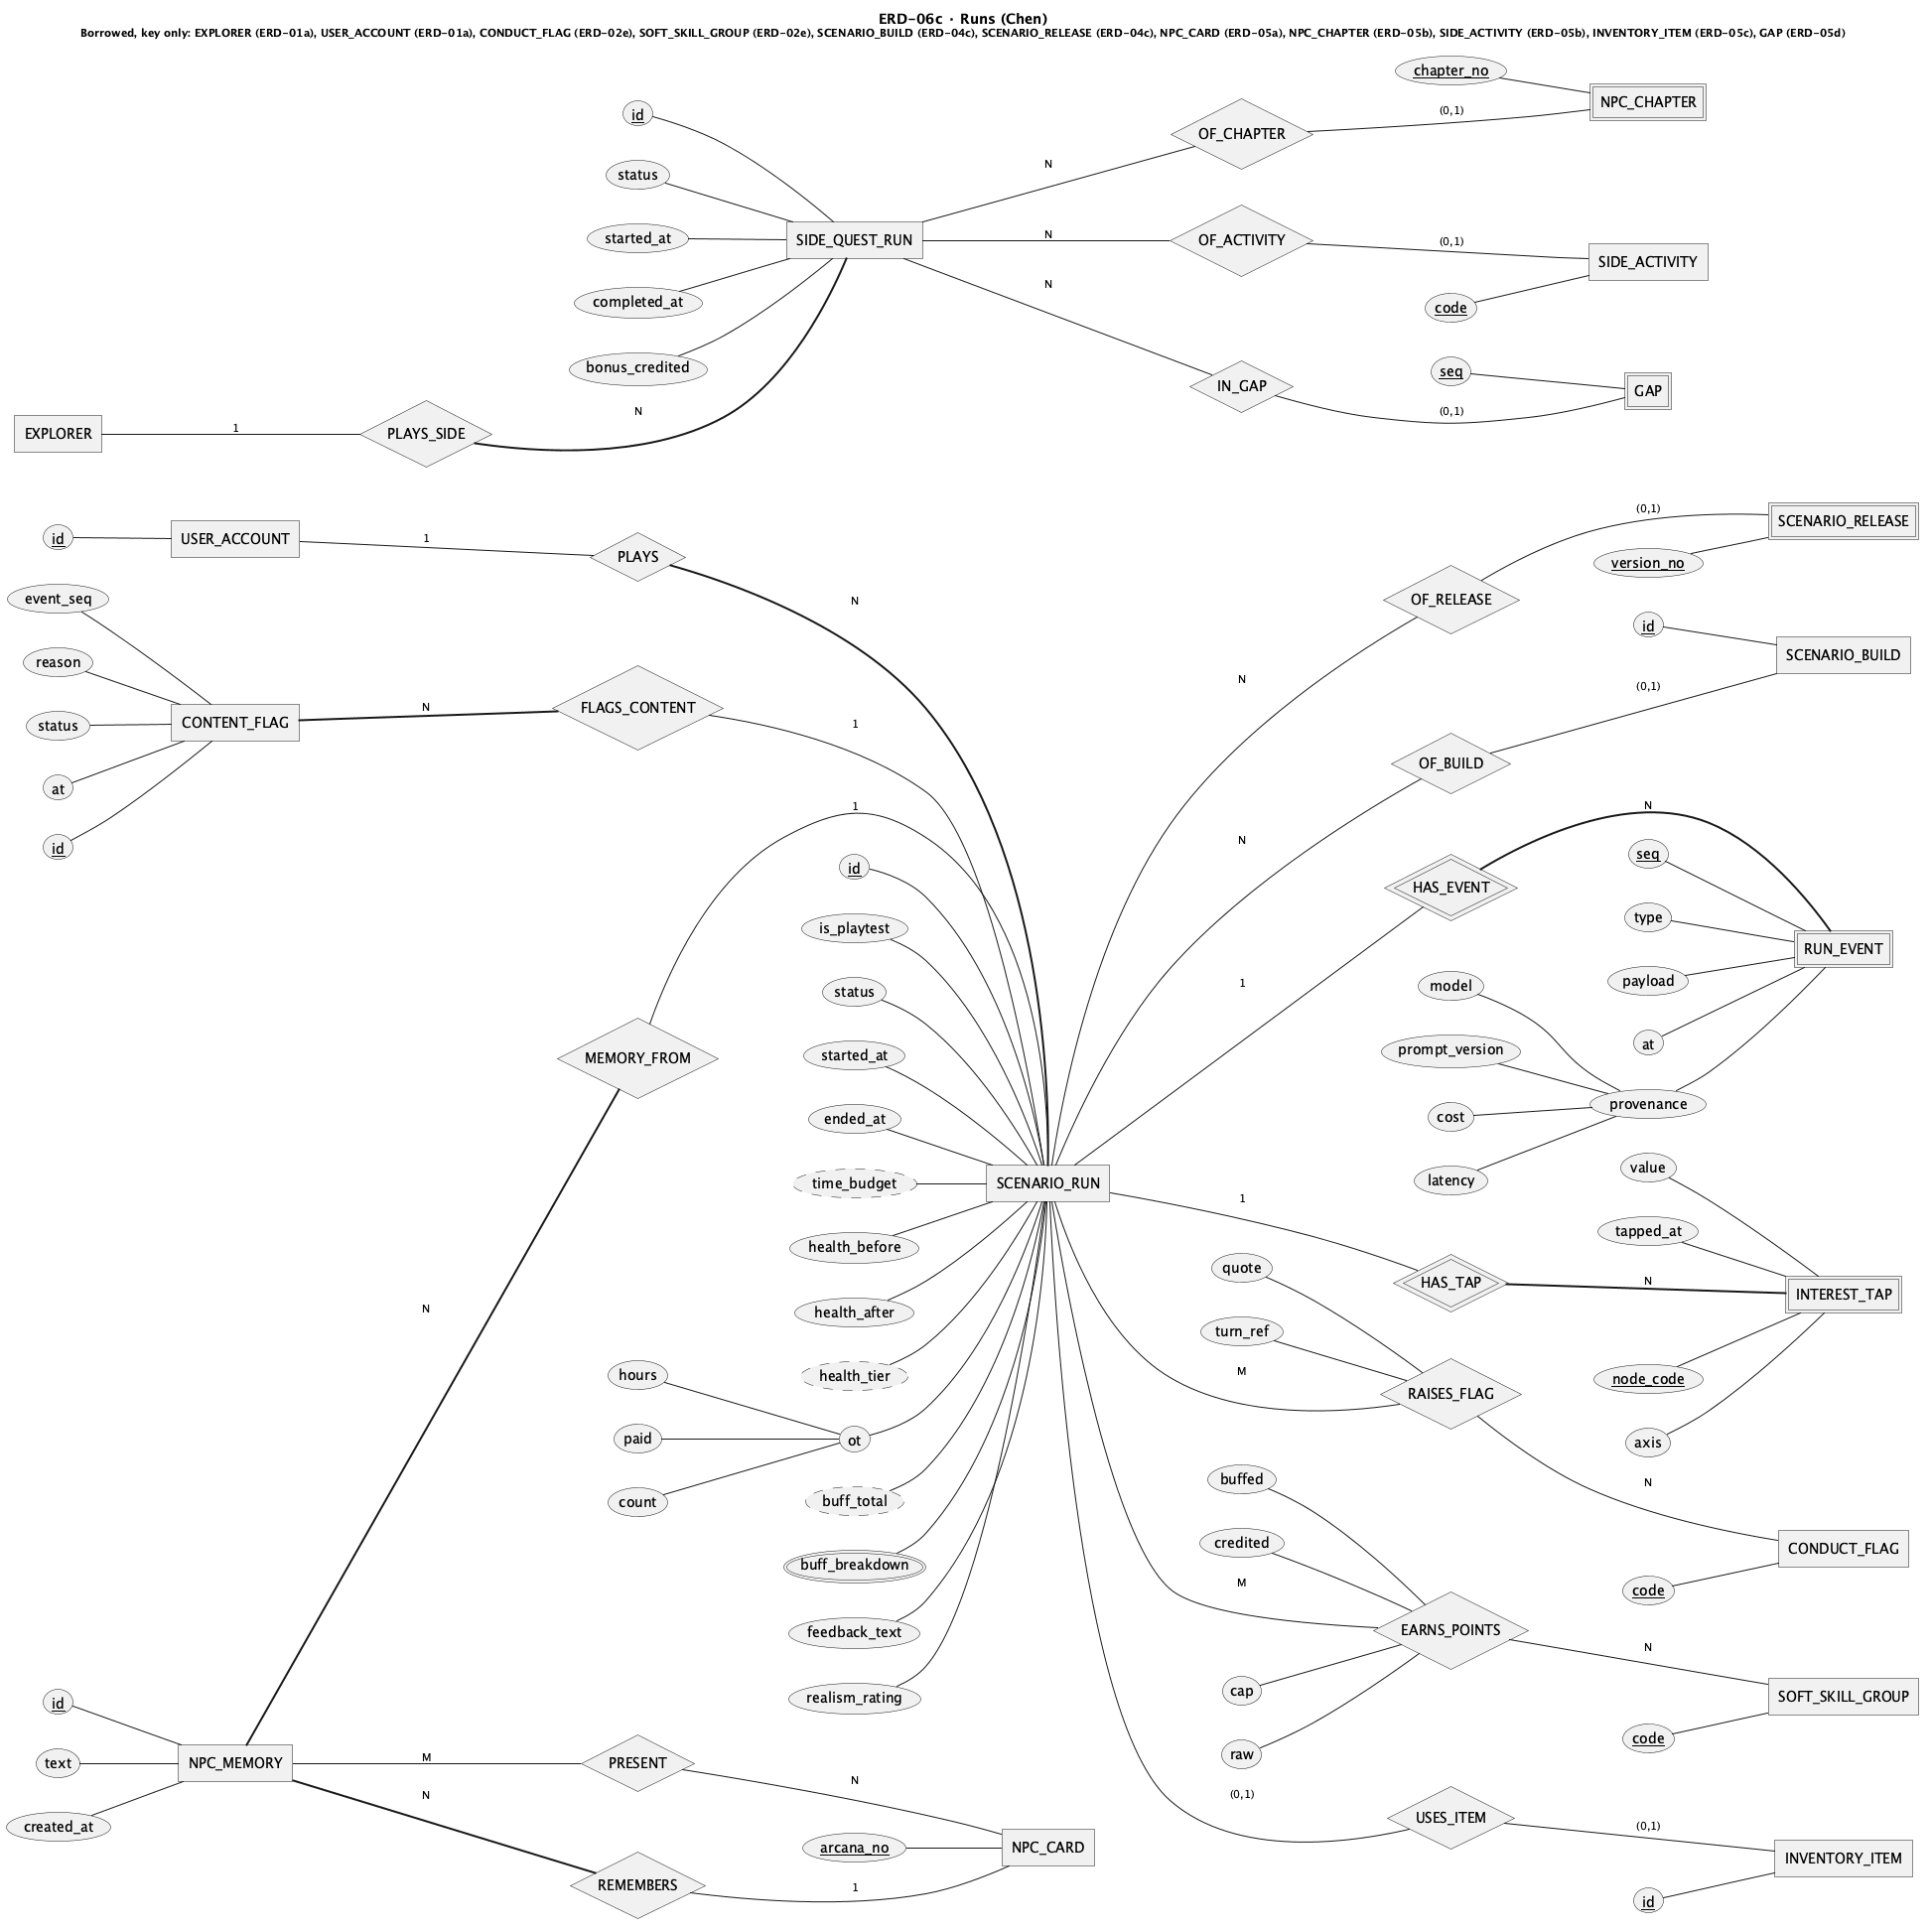 ERD-06c · Runs (Chen)
Borrowed, key only: EXPLORER (ERD-01a), USER_ACCOUNT (ERD-01a), CONDUCT_FLAG (ERD-02e), SOFT_SKILL_GROUP (ERD-02e), SCENARIO_BUILD (ERD-04c), SCENARIO_RELEASE (ERD-04c), NPC_CARD (ERD-05a), NPC_CHAPTER (ERD-05b), SIDE_ACTIVITY (ERD-05b), INVENTORY_ITEM (ERD-05c), GAP (ERD-05d)
chapter_no
NPC_CHAPTER
(0,1)
OF_CHAPTER
id
N
status
SIDE_QUEST_RUN
N
OF_ACTIVITY
(0,1)
SIDE_ACTIVITY
started_at
completed_at
N
code
bonus_credited
IN_GAP
seq
GAP
(0,1)
EXPLORER
1
PLAYS_SIDE
N
id
USER_ACCOUNT
1
PLAYS
N
(0,1)
SCENARIO_RELEASE
version_no
OF_RELEASE
event_seq
reason
status
at
id
CONTENT_FLAG
N
FLAGS_CONTENT
1
N
id
SCENARIO_BUILD
(0,1)
OF_BUILD
N
1
MEMORY_FROM
N
id
is_playtest
status
started_at
ended_at
time_budget
health_before
health_after
health_tier
hours
paid
count
ot
buff_total
buff_breakdown
feedback_text
realism_rating
SCENARIO_RUN
HAS_EVENT
1
N
seq
type
payload
at
RUN_EVENT
model
prompt_version
cost
latency
provenance
1
HAS_TAP
N
value
tapped_at
INTEREST_TAP
node_code
axis
quote
turn_ref
M
RAISES_FLAG
N
CONDUCT_FLAG
code
buffed
credited
M
EARNS_POINTS
cap
raw
N
SOFT_SKILL_GROUP
code
(0,1)
USES_ITEM
(0,1)
INVENTORY_ITEM
id
id
text
created_at
NPC_MEMORY
M
PRESENT
N
N
REMEMBERS
1
arcana_no
NPC_CARD